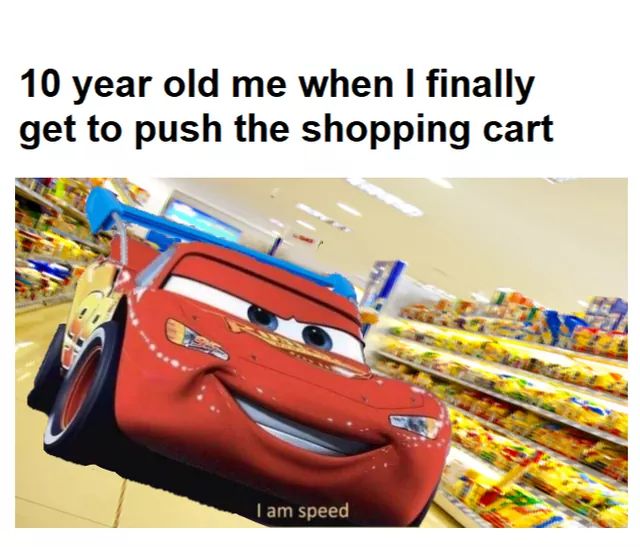 10 year old me when I finally
get to push the shopping cart
I am speed